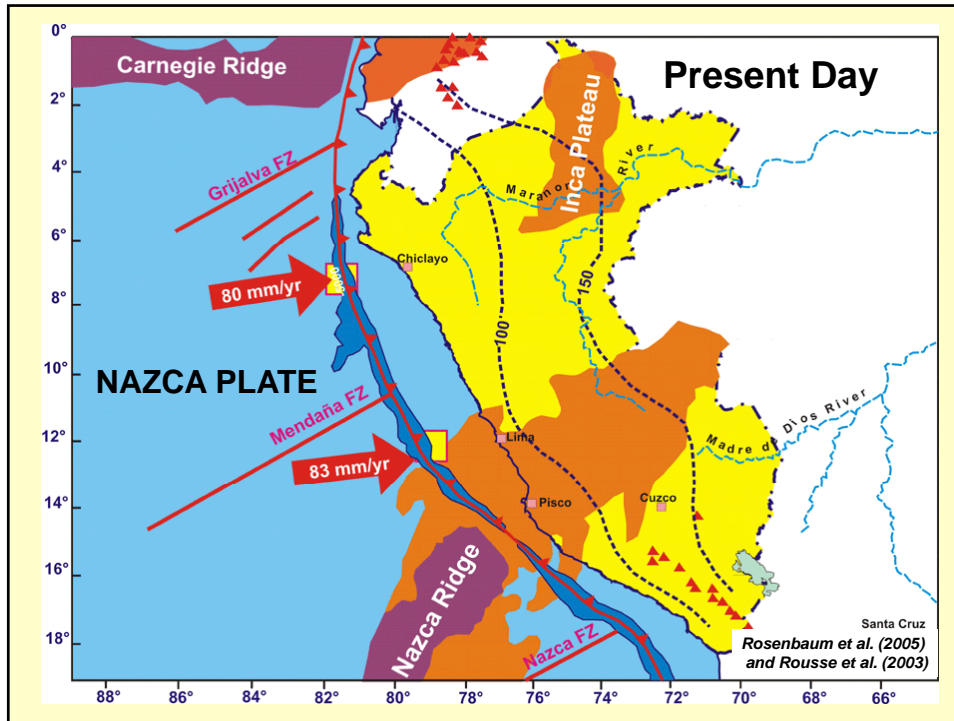 0°
2°
4°
6°
8°
10°
12°
14°
16°
18°
Carnegie Ridge
Present Day
Inca Plateau
Grijalva FZ
Maranon River
Chiclayo
80 mm/yr
150
100
NAZCA PLATE
Mendaña FZ
Lima
Madre de Dios River
83 mm/yr
Pisco
Cuzco
Nazca Ridge
Nazca FZ
Santa Cruz
Rosenbaum et al. (2005)
and Rousse et al. (2003)
88° 86° 84° 82° 80° 78° 76° 74° 72° 70° 68° 66°